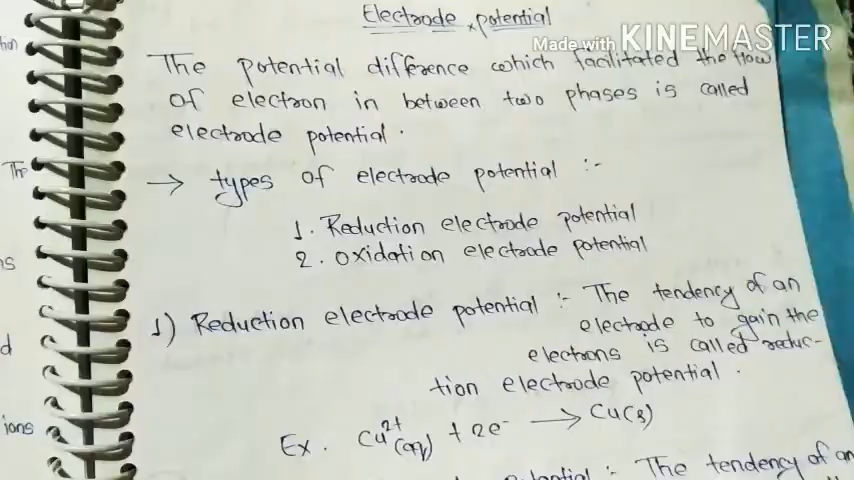 Electrode potential
Made with KINEMASTER
The potential difference which facilitated the flow
of electron in between two phases is called
electrode potential.
→ types of electrode potential :-
1. Reduction electrode potential
2. Oxidation electrode potential
1) Reduction electrode potential :- The tendency of an
electrode to gain the
electrons is called reduc-
tion electrode potential.
Ex. Cu²⁺(aq) + 2e⁻ → Cu(s)
potential :- The tendency of an